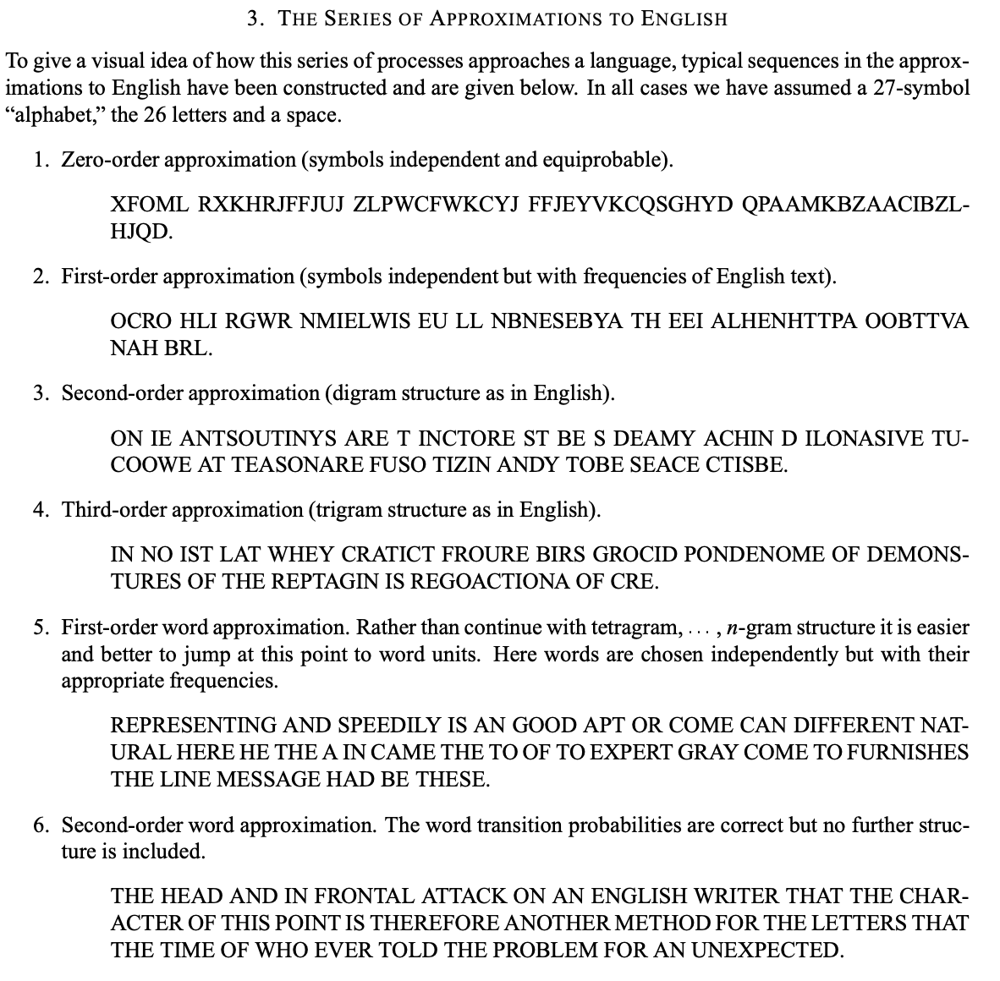 3. THE SERIES OF APPROXIMATIONS TO ENGLISH
To give a visual idea of how this series of processes approaches a language, typical sequences in the approx-
imations to English have been constructed and are given below. In all cases we have assumed a 27-symbol
“alphabet,” the 26 letters and a space.
1. Zero-order approximation (symbols independent and equiprobable).
XFOML RXKHRJFFJUJ ZLPWCFWKCYJ FFJEYVKCQSGHYD QPAAMKBZAACIBZL-
HJQD.
2. First-order approximation (symbols independent but with frequencies of English text).
OCRO HLI RGWR NMIELWIS EU LL NBNESEBYA TH EEI ALHENHTTPA OOBTTVA
NAH BRL.
3. Second-order approximation (digram structure as in English).
ON IE ANTSOUTINYS ARE T INCTORE ST BE S DEAMY ACHIN D ILONASIVE TU-
COOWE AT TEASONARE FUSO TIZIN ANDY TOBE SEACE CTISBE.
4. Third-order approximation (trigram structure as in English).
IN NO IST LAT WHEY CRATICT FROURE BIRS GROCID PONDENOME OF DEMONS-
TURES OF THE REPTAGIN IS REGOACTIONA OF CRE.
5. First-order word approximation. Rather than continue with tetragram, . . . , n-gram structure it is easier
and better to jump at this point to word units. Here words are chosen independently but with their
appropriate frequencies.
REPRESENTING AND SPEEDILY IS AN GOOD APT OR COME CAN DIFFERENT NAT-
URAL HERE HE THE A IN CAME THE TO OF TO EXPERT GRAY COME TO FURNISHES
THE LINE MESSAGE HAD BE THESE.
6. Second-order word approximation. The word transition probabilities are correct but no further struc-
ture is included.
THE HEAD AND IN FRONTAL ATTACK ON AN ENGLISH WRITER THAT THE CHAR-
ACTER OF THIS POINT IS THEREFORE ANOTHER METHOD FOR THE LETTERS THAT
THE TIME OF WHO EVER TOLD THE PROBLEM FOR AN UNEXPECTED.